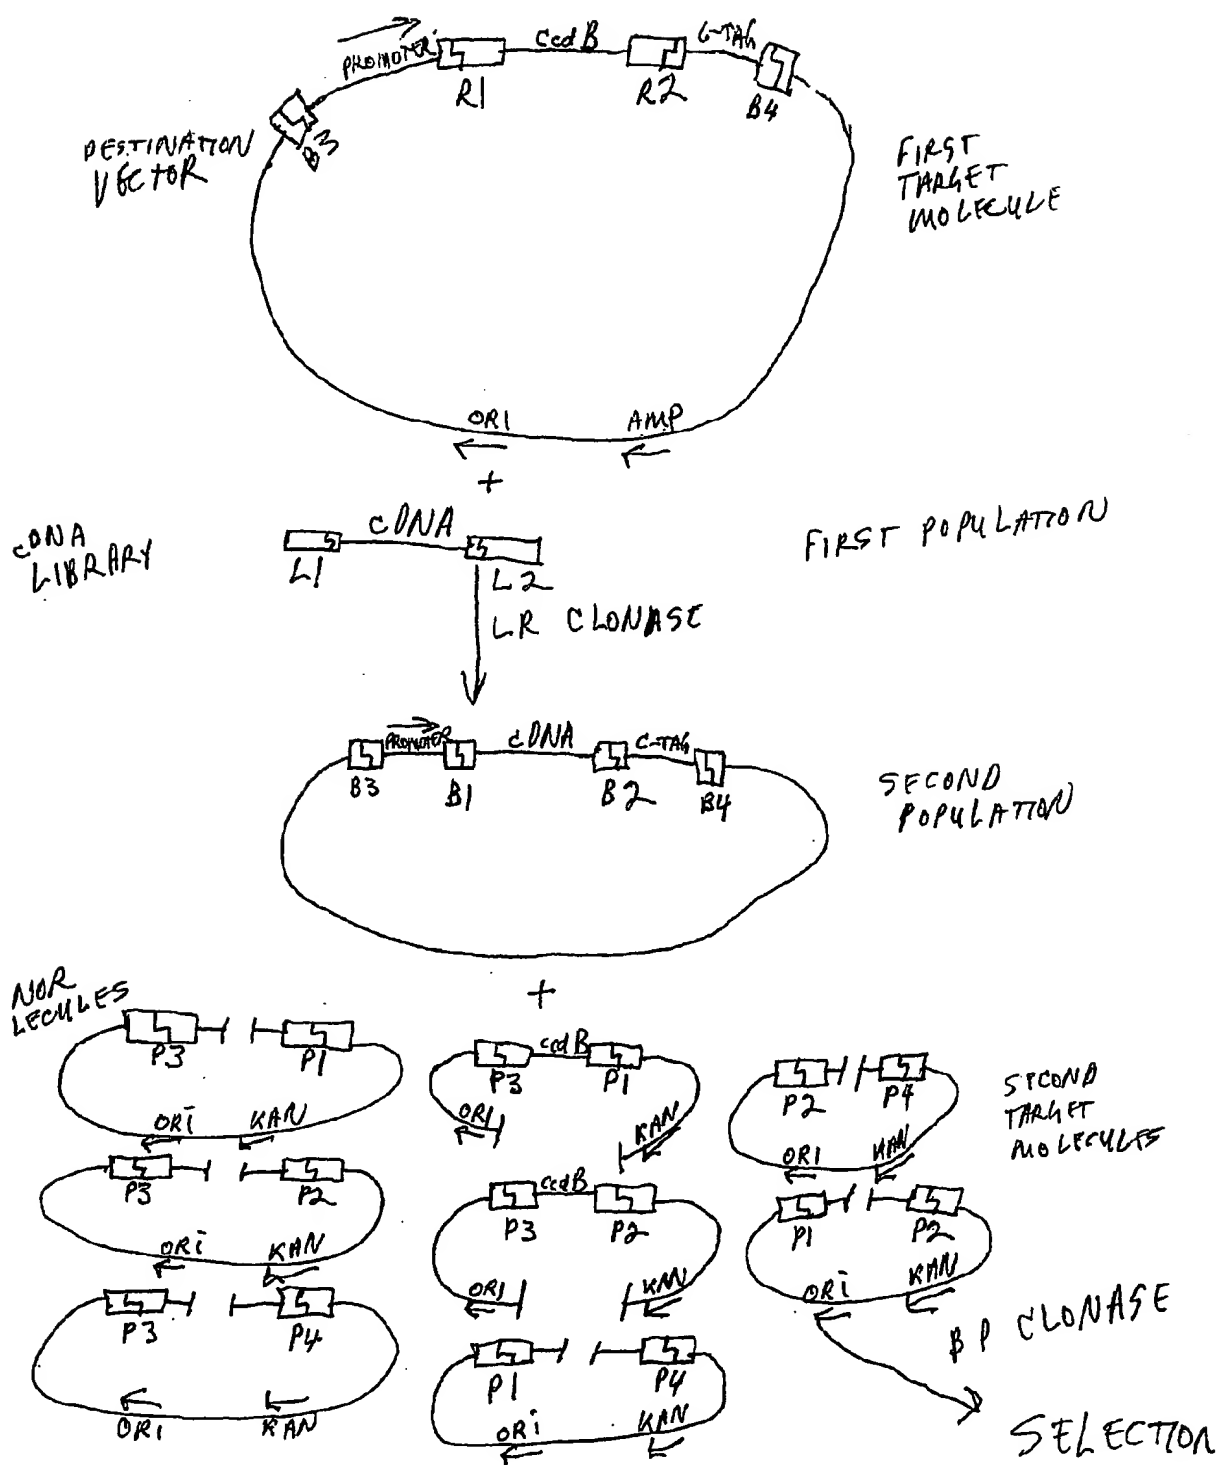 PROMOTER
CcdB
C-TAG
R1
R2
B4
B3
DESTINATION
VECTOR
FIRST
TARGET
MOLECULE
ORI
AMP
+
cDNA
LIBRARY
cDNA
L1
L2
FIRST POPULATION
LR CLONASE
PROMOTER
cDNA
C-TAG
B3
B1
B2
B4
SECOND
POPULATION
+
NOR
LECULES
P3
P1
ORI
KAN
ccdB
P3
P1
ORI
KAN
P2
P4
ORI
KAN
SECOND
TARGET
MOLECULES
P3
P2
ORI
KAN
ccdB
P3
P2
ORI
KAN
P1
P2
ORI
KAN
P3
P4
ORI
KAN
P1
P4
ORI
KAN
BP CLONASE
SELECTION